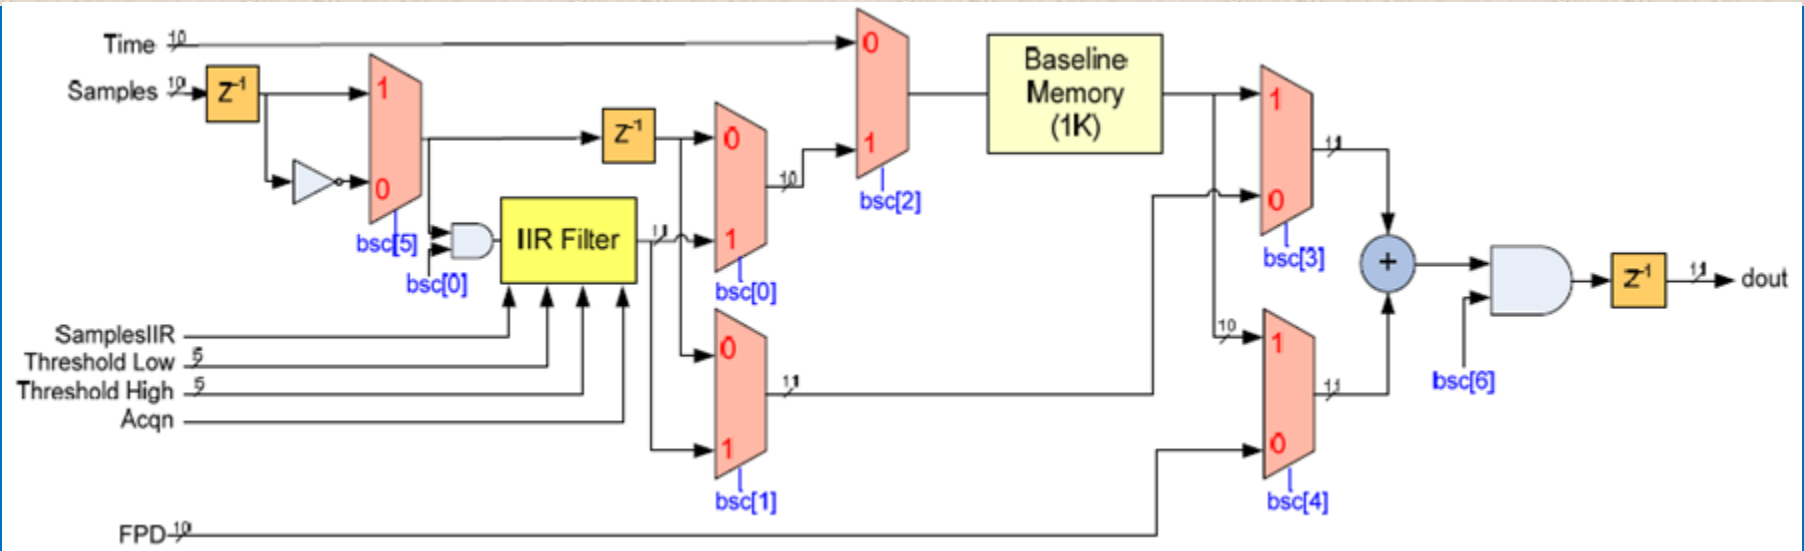 Time 10
Samples 10
Z-1
1
0
bsc[5]
bsc[0]
IIR Filter
11
Z-1
0
1
bsc[0]
10
0
1
bsc[2]
Baseline
Memory
(1K)
1
0
bsc[3]
11
SamplesIIR
Threshold Low 5
Threshold High 5
Acqn
FPD 10
0
1
bsc[1]
11
10
1
0
bsc[4]
11
+
bsc[6]
Z-1
11
dout